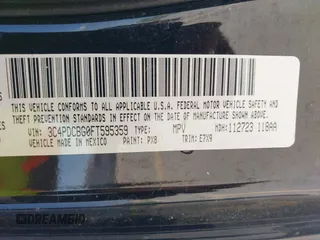 THIS VEHICLE CONFORMS TO ALL APPLICABLE U.S.A. FEDERAL MOTOR VEHICLE SAFETY AND
THEFT PREVENTION STANDARDS IN EFFECT ON THE DATE OF MANUFACTURE SHOWN ABOVE.
VIN: 3C4PDCBG0FT595359 TYPE: MPV MDH: 112723 118AA
VEHICLE MADE IN MEXICO PAINT: PX8 TRIM: E7X9
DREAMBID